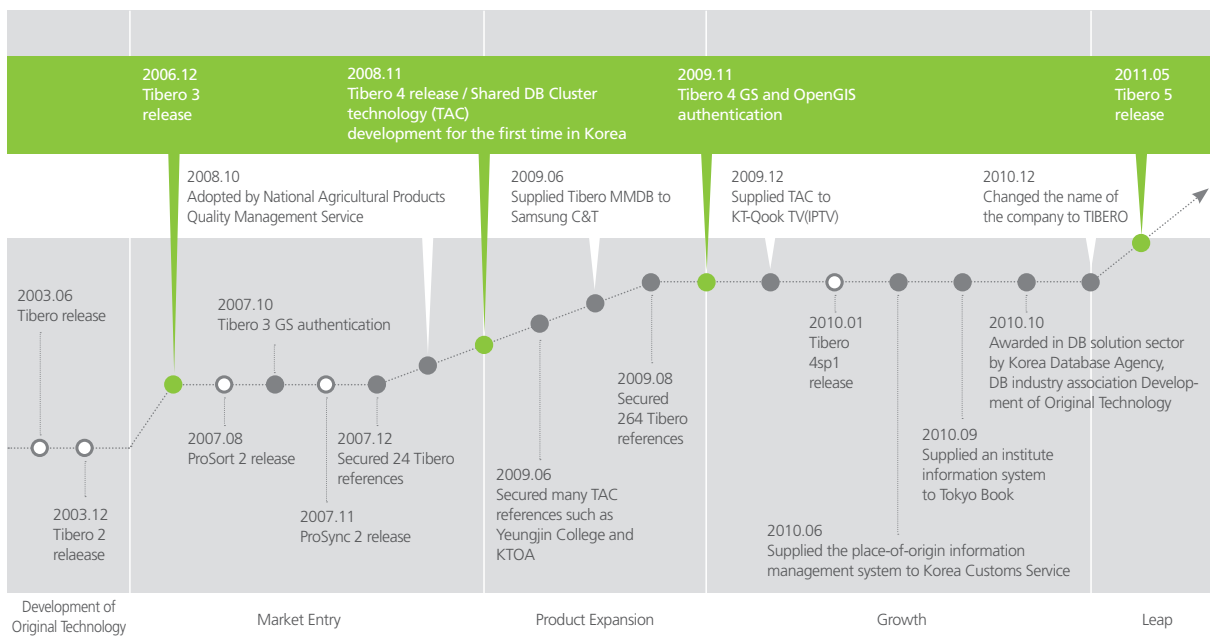 2006.12
Tibero 3
release
2008.11
Tibero 4 release / Shared DB Cluster
technology (TAC)
development for the first time in Korea
2009.11
Tibero 4 GS and OpenGIS
authentication
2011.05
Tibero 5
release
2008.10
Adopted by National Agricultural Products
Quality Management Service
2009.06
Supplied Tibero MMDB to
Samsung C&T
2009.12
Supplied TAC to
KT-Qook TV(IPTV)
2010.12
Changed the name of
the company to TIBERO
2003.06
Tibero release
2007.10
Tibero 3 GS authentication
2010.01
Tibero
4sp1
release
2010.10
Awarded in DB solution sector
by Korea Database Agency,
DB industry association Develop-
ment of Original Technology
2009.08
Secured
264 Tibero
references
2007.08
ProSort 2 release
2007.12
Secured 24 Tibero
references
2010.09
Supplied an institute
information system
to Tokyo Book
2009.06
Secured many TAC
references such as
Yeungjin College and
KTOA
2003.12
Tibero 2
relaease
2007.11
ProSync 2 release
2010.06
Supplied the place-of-origin information
management system to Korea Customs Service
Development of
Original Technology
Market Entry
Product Expansion
Growth
Leap